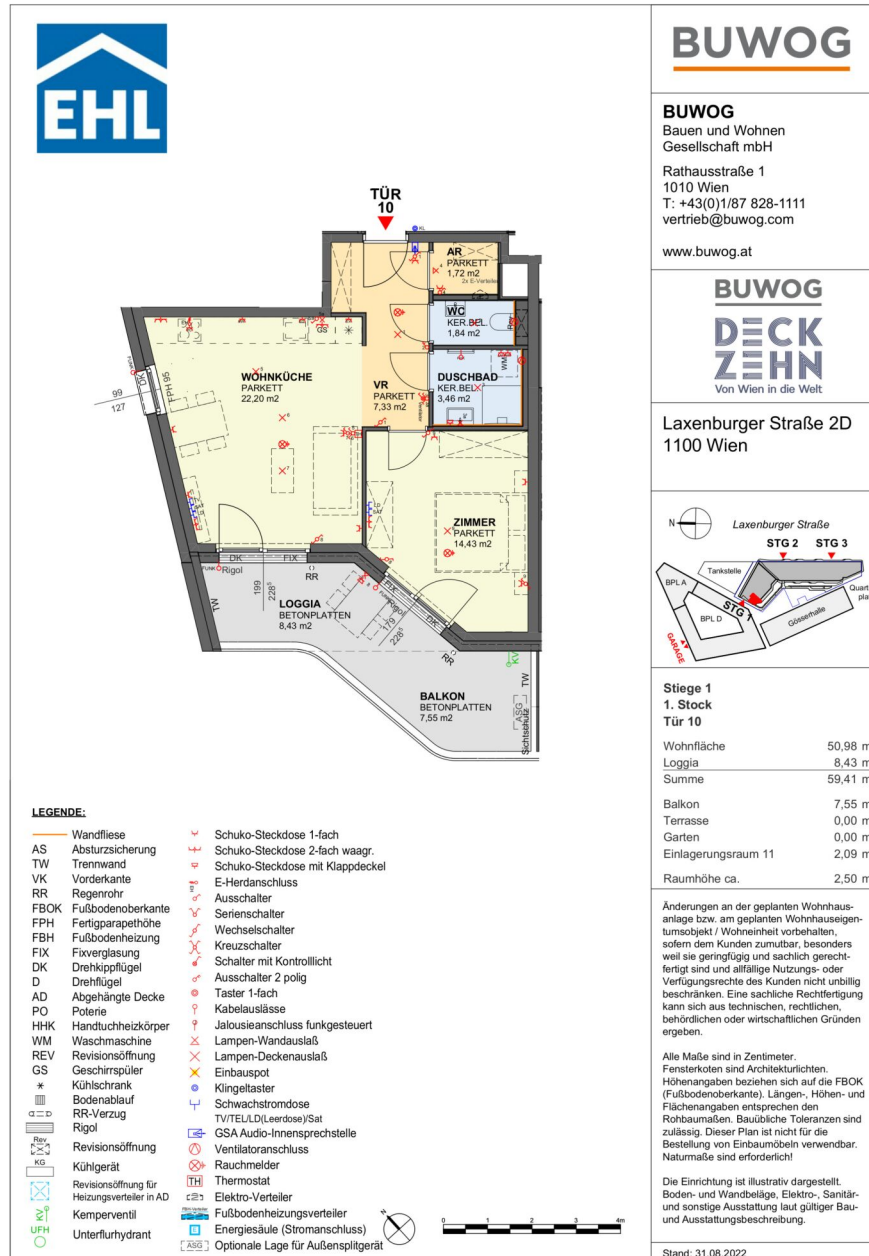 EHL
TÜR
10
KL
AR
PARKETT
1,72 m2
2x E-Verteiler
WC
KER.BEL.
1,84 m2
Rev
GS
DUSCHBAD
KER.BEL.
3,46 m2
WM
WOHNKÜCHE
PARKETT
22,20 m2
VR
PARKETT
7,33 m2
DK
FPH 95
99
127
ZIMMER
PARKETT
14,43 m2
DK
FIX
Rigol
RR
TW
199
228⁵
LOGGIA
BETONPLATTEN
8,43 m2
FIX
Rigol
DK
179
228⁵
RR
KV
TW
BALKON
BETONPLATTEN
7,55 m2
ASG
Sichtschutz
LEGENDE:
Wandfliese
AS Absturzsicherung
TW Trennwand
VK Vorderkante
RR Regenrohr
FBOK Fußbodenoberkante
FPH Fertigparapethöhe
FBH Fußbodenheizung
FIX Fixverglasung
DK Drehkippflügel
D Drehflügel
AD Abgehängte Decke
PO Poterie
HHK Handtuchheizkörper
WM Waschmaschine
REV Revisionsöffnung
GS Geschirrspüler
* Kühlschrank
Bodenablauf
RR-Verzug
Rigol
Rev Revisionsöffnung
KG Kühlgerät
Revisionsöffnung für
Heizungsverteiler in AD
KV Kemperventil
UFH Unterflurhydrant
Schuko-Steckdose 1-fach
Schuko-Steckdose 2-fach waagr.
Schuko-Steckdose mit Klappdeckel
E-Herdanschluss
Ausschalter
Serienschalter
Wechselschalter
Kreuzschalter
Schalter mit Kontrolllicht
Ausschalter 2 polig
Taster 1-fach
Kabelauslässe
Jalousieanschluss funkgesteuert
Lampen-Wandauslaß
Lampen-Deckenauslaß
Einbauspot
Klingeltaster
Schwachstromdose
TV/TEL/LD(Leerdose)/Sat
GSA Audio-Innensprechstelle
Ventilatoranschluss
Rauchmelder
TH Thermostat
Elektro-Verteiler
Fußbodenheizungsverteiler
E Energiesäule (Stromanschluss)
ASG Optionale Lage für Außensplitgerät
N
0 1 2 3 4m
BUWOG
BUWOG
Bauen und Wohnen
Gesellschaft mbH
Rathausstraße 1
1010 Wien
T: +43(0)1/87 828-1111
vertrieb@buwog.com
www.buwog.at
BUWOG
DECK
ZEHN
Von Wien in die Welt
Laxenburger Straße 2D
1100 Wien
N
Laxenburger Straße
STG 2 STG 3
Tankstelle
BPL A
STG 1
BPL D
Gösserhalle
GARAGE
Stiege 1
1. Stock
Tür 10
Wohnfläche 50,98 m
Loggia 8,43 m
Summe 59,41 m
Balkon 7,55 m
Terrasse 0,00 m
Garten 0,00 m
Einlagerungsraum 11 2,09 m
Raumhöhe ca. 2,50 m
Änderungen an der geplanten Wohnhaus-
anlage bzw. am geplanten Wohnhauseigen-
tumsobjekt / Wohneinheit vorbehalten,
sofern dem Kunden zumutbar, besonders
weil sie geringfügig und sachlich gerecht-
fertigt sind und allfällige Nutzungs- oder
Verfügungsrechte des Kunden nicht unbillig
beschränken. Eine sachliche Rechtfertigung
kann sich aus technischen, rechtlichen,
behördlichen oder wirtschaftlichen Gründen
ergeben.
Alle Maße sind in Zentimeter.
Fensterkoten sind Architekturlichten.
Höhenangaben beziehen sich auf die FBOK
(Fußbodenoberkante). Längen-, Höhen- und
Flächenangaben entsprechen den
Rohbaumaßen. Bauübliche Toleranzen sind
zulässig. Dieser Plan ist nicht für die
Bestellung von Einbaumöbeln verwendbar.
Naturmaße sind erforderlich!
Die Einrichtung ist illustrativ dargestellt.
Boden- und Wandbeläge, Elektro-, Sanitär-
und sonstige Ausstattung laut gültiger Bau-
und Ausstattungsbeschreibung.
Stand: 31.08.2022